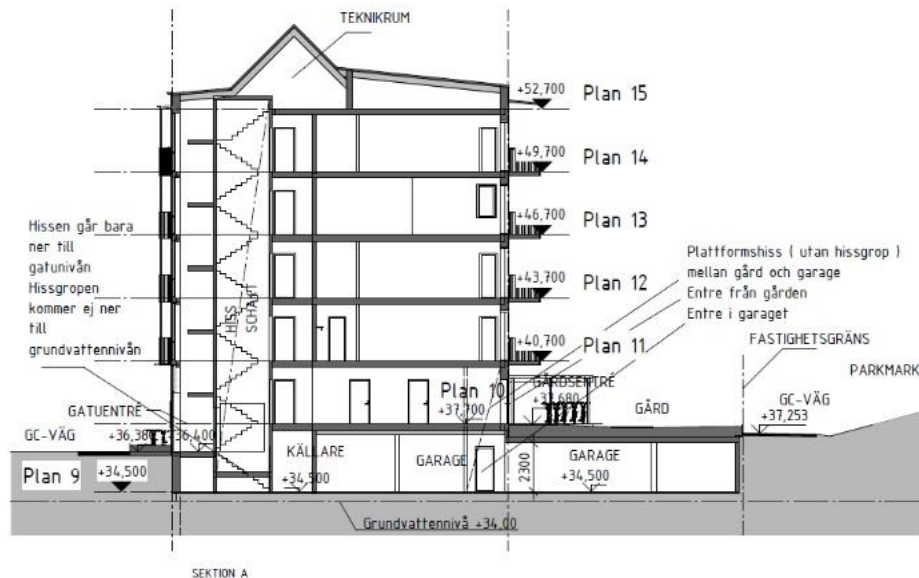 TEKNIKRUM
+52,700 Plan 15
+49,700 Plan 14
+46,700 Plan 13
Hissen går bara
ner till
gatunivån
Hissgropen
kommer ej ner
till
grundvattennivån
HISS
SCHAKT
Plattformshiss ( utan hissgrop )
mellan gård och garage
Entre från gården
Entre i garaget
+43,700 Plan 12
+40,700 Plan 11
FASTIGHETSGRÄNS
PARKMARK
Plan 10
+37,700
GÅRDSENTRÉ
+37,680
GÅRD
GC-VÄG
+37,253
GATUENTRÉ
GC-VÄG
+36,380
+36,400
Plan 9
+34,500
KÄLLARE
+34,500
GARAGE
2300
GARAGE
+34,500
Grundvattennivå +34,00
SEKTION A